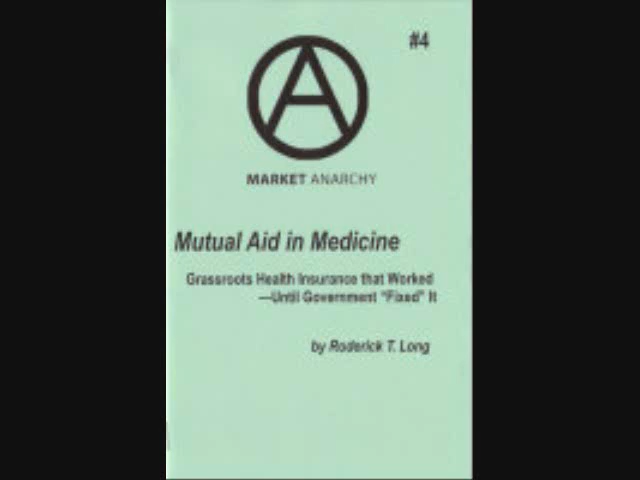 #4
MARKET ANARCHY
Mutual Aid in Medicine
Grassroots Health Insurance that Worked
—Until Government "Fixed" It
by Roderick T. Long